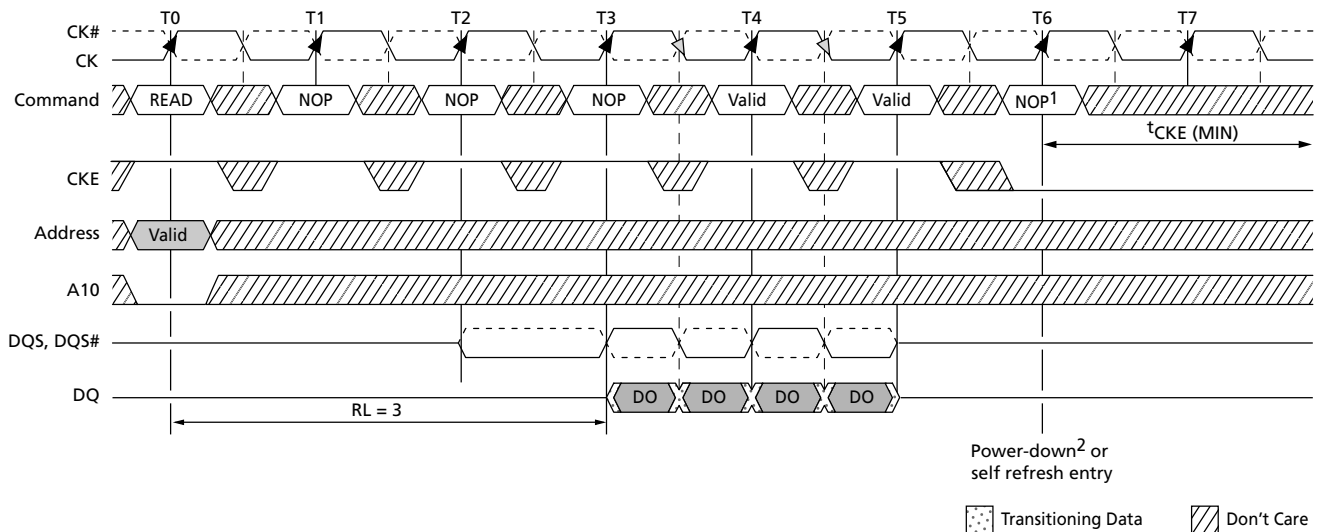 T0 T1 T2 T3 T4 T5 T6 T7
CK#
CK
Command READ NOP NOP NOP Valid Valid NOP1
tCKE (MIN)
CKE
Address Valid
A10
DQS, DQS#
DQ DO DO DO DO
RL = 3
Power-down2 or
self refresh entry
Transitioning Data Don't Care